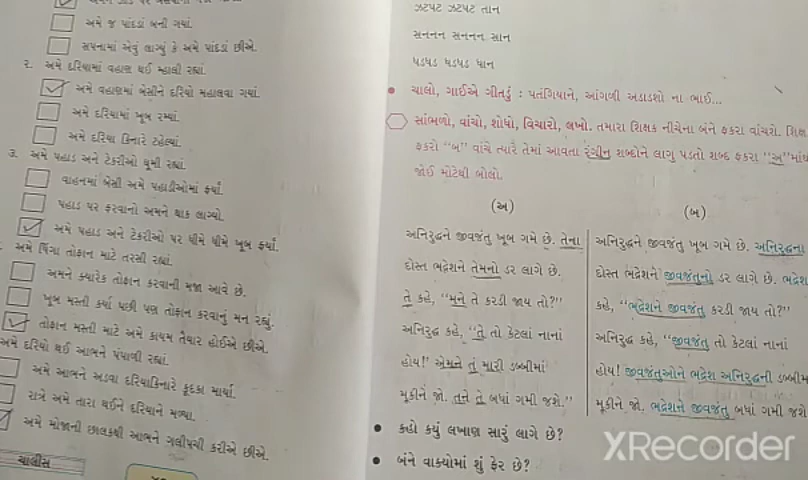 અમે જ પાંદડાં બની ગયાં.
સપનામાં એવું લાગ્યું કે અમે પાંદડાં છીએ.
૨. અમે દરિયામાં વહાણ થઈ મ્હાલી રહ્યાં.
અમે વહાણમાં બેસીને દરિયો મહાલવા ગયાં.
અમે દરિયામાં ખૂબ રમ્યાં.
અમે દરિયા કિનારે ટહેલ્યાં.
૩. અમે પહાડ અને ટેકરીઓ ઘૂમી રહ્યાં.
વાહનમાં બેસી અમે પહાડીઓમાં ફર્યાં.
પહાડ પર ફરવાનો અમને થાક લાગ્યો.
અમે પહાડ અને ટેકરીઓ પર ધીમે ધીમે ખૂબ ફર્યાં.
અમે ધિંગા તોફાન માટે તરસી રહ્યાં.
અમને ક્યારેક તોફાન કરવાની મજા આવે છે.
ખૂબ મસ્તી કર્યા પછી પણ તોફાન કરવાનું મન રહ્યું.
તોફાન મસ્તી માટે અમે કાયમ તૈયાર હોઈએ છીએ.
અમે દરિયો થઈ આભને પંપાળી રહ્યાં.
અમે આભને અડવા દરિયાકિનારે કૂદકા માર્યા.
રાત્રે અમે તારા થઈને દરિયાને મળ્યા.
અમે મોજાંની છાલકથી આભને ગલીપચી કરીએ છીએ.
ચાલીસ
ઝટપટ ઝટપટ તાન
સનનન સનનન સાન
ધડધડ ધડધડ ધાન
• ચાલો, ગાઈએ ગીતડું : પતંગિયાને, આંગળી અડાડશો ના ભાઈ...
સાંભળો, વાંચો, શોધો, વિચારો, લખો. તમારા શિક્ષક નીચેના બંને ફકરા વાંચશે.
ફકરો "બ" વાંચે ત્યારે તેમાં આવતા રંગીન શબ્દોને લાગુ પડતો શબ્દ ફકરા "અ"
જોઈ મોટેથી બોલો.
(અ)
અનિરુદ્ધને જીવજંતુ ખૂબ ગમે છે. તેના
દોસ્ત ભદ્રેશને તેમનો ડર લાગે છે.
તે કહે, "મને તે કરડી જાય તો?"
અનિરુદ્ધ કહે, "તે તો કેટલાં નાનાં
હોય!' એમને તું મારી ડબ્બીમાં
મૂકીને જો. તને તે બધાં ગમી જશે."
(બ)
અનિરુદ્ધને જીવજંતુ ખૂબ ગમે છે. અનિરુદ્ધના
દોસ્ત ભદ્રેશને જીવજંતુનો ડર લાગે છે. ભદ્રેશ
કહે, "ભદ્રેશને જીવજંતુ કરડી જાય તો?"
અનિરુદ્ધ કહે, "જીવજંતુ તો કેટલાં નાનાં
હોય! જીવજંતુઓને ભદ્રેશ અનિરુદ્ધની
મૂકીને જો, ભદ્રેશને જીવજંતુ બધાં ગમી જશે
• કહો કયું લખાણ સારું લાગે છે?
• બંને વાક્યોમાં શું ફેર છે?
XRecorder